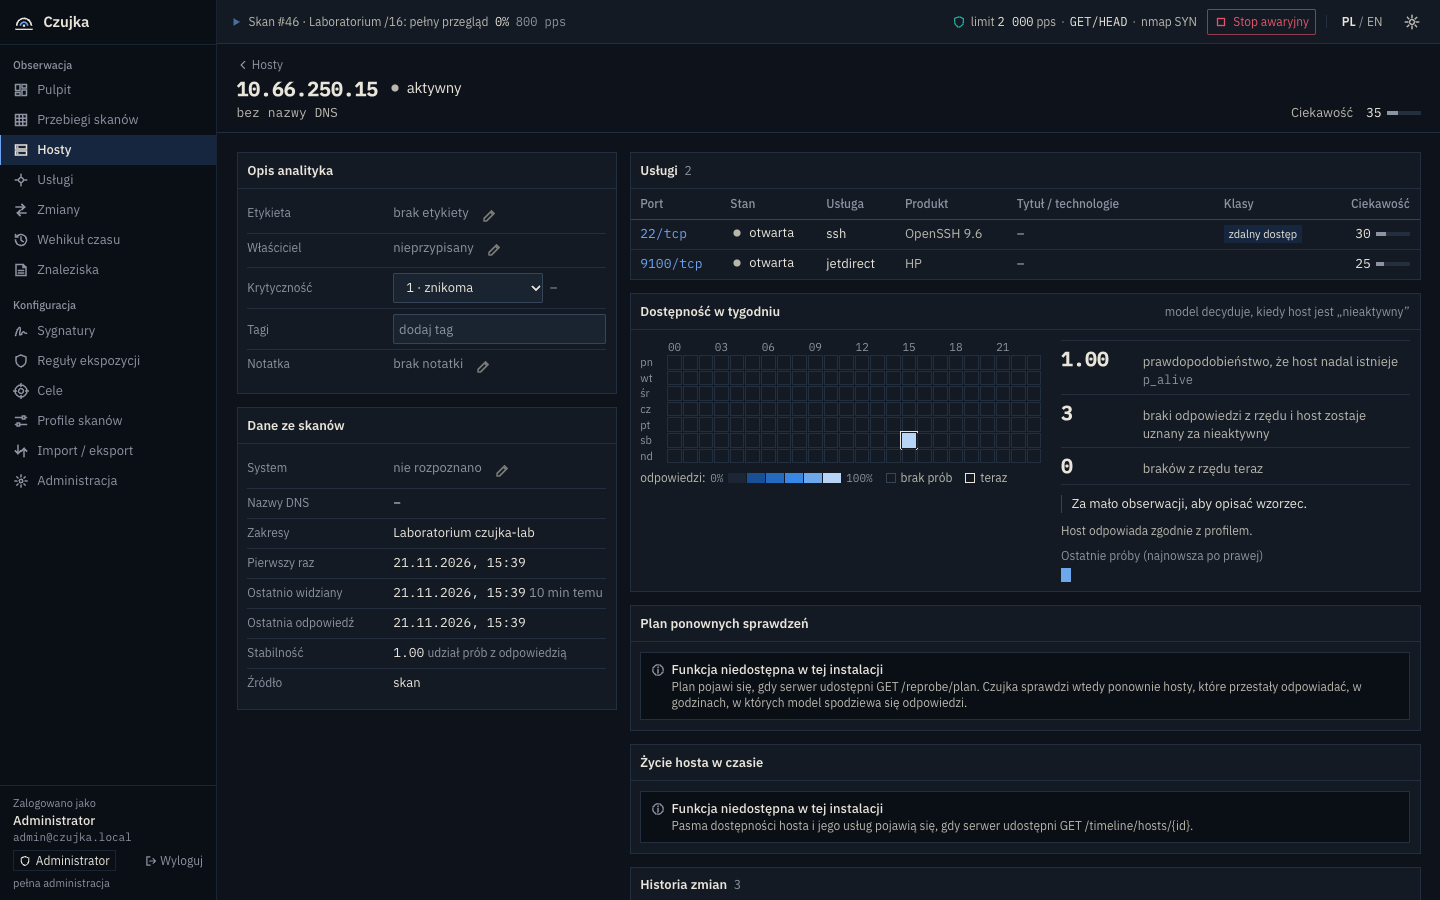 Czujka
Skan #46 · Laboratorium /16: pełny przegląd 0% 800 pps
limit 2 000 pps · GET/HEAD · nmap SYN
Stop awaryjny
PL / EN
Obserwacja
Pulpit
Przebiegi skanów
Hosty
Usługi
Zmiany
Wehikuł czasu
Znaleziska
Konfiguracja
Sygnatury
Reguły ekspozycji
Cele
Profile skanów
Import / eksport
Administracja
Zalogowano jako
Administrator
admin@czujka.local
Administrator
Wyloguj
pełna administracja
Hosty
10.66.250.15 aktywny
bez nazwy DNS
Ciekawość 35
Opis analityka
Etykieta brak etykiety
Właściciel nieprzypisany
Krytyczność 1 · znikoma –
Tagi dodaj tag
Notatka brak notatki
Dane ze skanów
System nie rozpoznano
Nazwy DNS –
Zakresy Laboratorium czujka-lab
Pierwszy raz 21.11.2026, 15:39
Ostatnio widziany 21.11.2026, 15:39 10 min temu
Ostatnia odpowiedź 21.11.2026, 15:39
Stabilność 1.00 udział prób z odpowiedzią
Źródło skan
Usługi 2
Port Stan Usługa Produkt Tytuł / technologie Klasy Ciekawość
22/tcp otwarta ssh OpenSSH 9.6 – zdalny dostęp 30
9100/tcp otwarta jetdirect HP – 25
Dostępność w tygodniu
model decyduje, kiedy host jest „nieaktywny”
00 03 06 09 12 15 18 21
pn
wt
śr
cz
pt
sb
nd
odpowiedzi: 0% 100% brak prób teraz
1.00 prawdopodobieństwo, że host nadal istnieje
p_alive
3 braki odpowiedzi z rzędu i host zostaje
uznany za nieaktywny
0 braków z rzędu teraz
Za mało obserwacji, aby opisać wzorzec.
Host odpowiada zgodnie z profilem.
Ostatnie próby (najnowsza po prawej)
Plan ponownych sprawdzeń
Funkcja niedostępna w tej instalacji
Plan pojawi się, gdy serwer udostępni GET /reprobe/plan. Czujka sprawdzi wtedy ponownie hosty, które przestały odpowiadać, w
godzinach, w których model spodziewa się odpowiedzi.
Życie hosta w czasie
Funkcja niedostępna w tej instalacji
Pasma dostępności hosta i jego usług pojawią się, gdy serwer udostępni GET /timeline/hosts/{id}.
Historia zmian 3